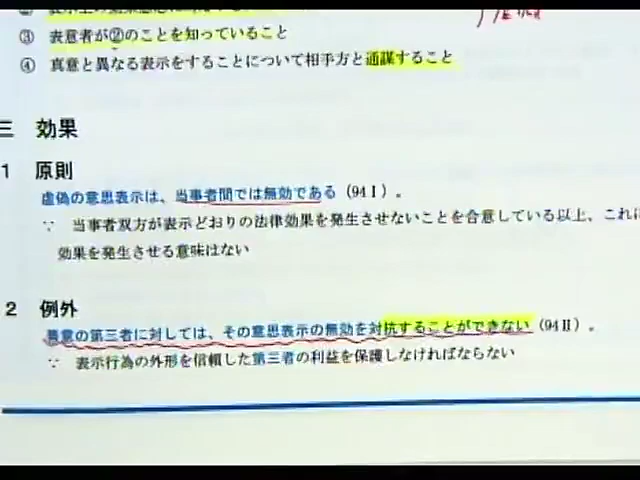 ③ 表意者が②のことを知っていること
④ 真意と異なる表示をすることについて相手方と通謀すること
三 効果
1 原則
虚偽の意思表示は、当事者間では無効である（94Ⅰ）。
∵ 当事者双方が表示どおりの法律効果を発生させないことを合意している以上、これに
効果を発生させる意味はない
2 例外
善意の第三者に対しては、その意思表示の無効を対抗することができない（94Ⅱ）。
∵ 表示行為の外形を信頼した第三者の利益を保護しなければならない